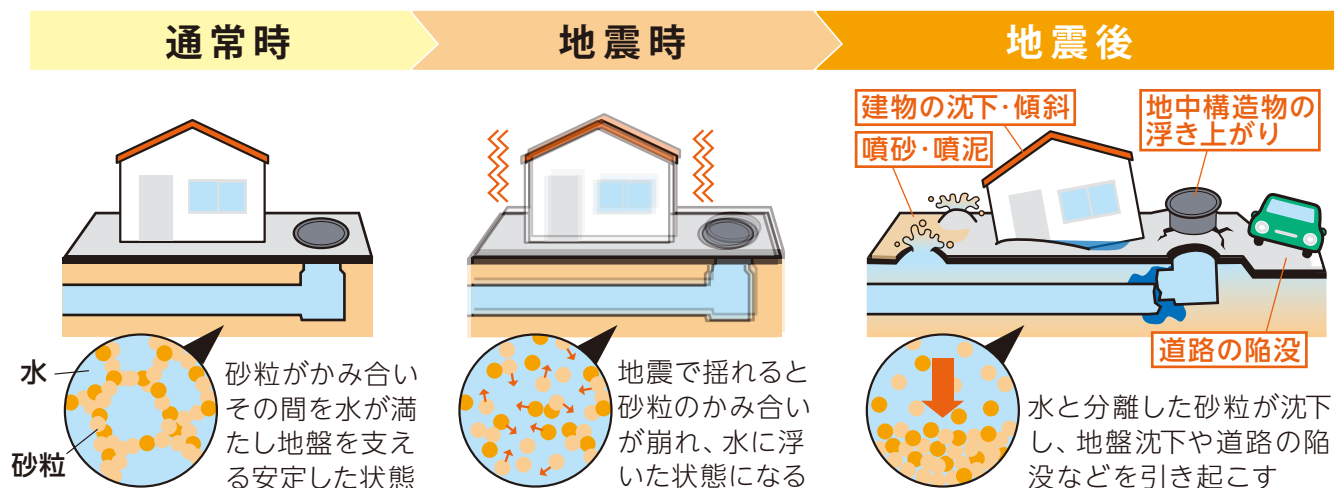 通常時
地震時
地震後
水
砂粒
砂粒がかみ合い
その間を水が満
たし地盤を支え
る安定した状態
地震で揺れると
砂粒のかみ合い
が崩れ、水に浮
いた状態になる
建物の沈下・傾斜
噴砂・噴泥
地中構造物の
浮き上がり
道路の陥没
水と分離した砂粒が沈下
し、地盤沈下や道路の陥
没などを引き起こす